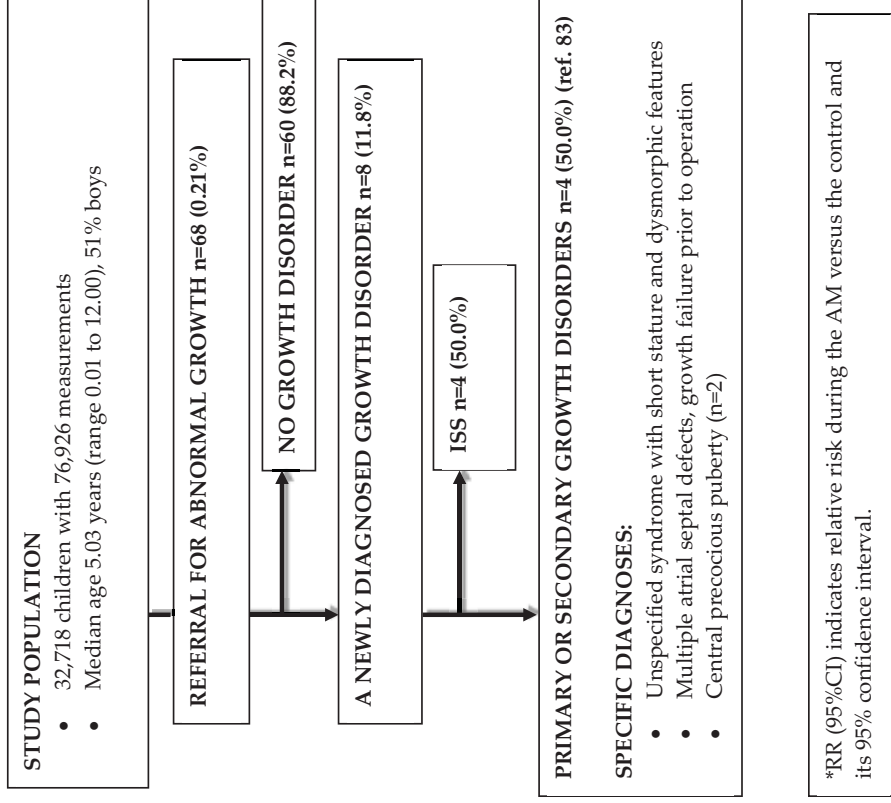 STUDY POPULATION
• 32,718 children with 76,926 measurements
• Median age 5.03 years (range 0.01 to 12.00), 51% boys
REFERRAL FOR ABNORMAL GROWTH n=68 (0.21%)
NO GROWTH DISORDER n=60 (88.2%)
A NEWLY DIAGNOSED GROWTH DISORDER n=8 (11.8%)
ISS n=4 (50.0%)
PRIMARY OR SECONDARY GROWTH DISORDERS n=4 (50.0%) (ref. 83)
SPECIFIC DIAGNOSES:
• Unspecified syndrome with short stature and dysmorphic features
• Multiple atrial septal defects, growth failure prior to operation
• Central precocious puberty (n=2)
*RR (95%CI) indicates relative risk during the AM versus the control and
its 95% confidence interval.